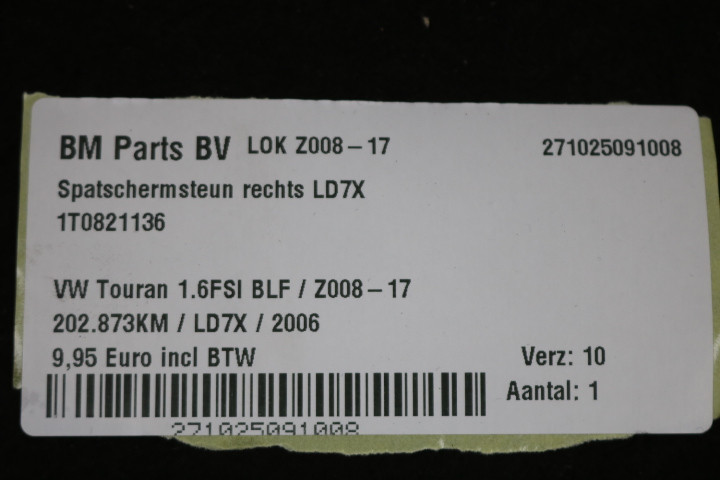 BM Parts BV LOK Z008-17 271025091008
Spatschermsteun rechts LD7X
1T0821136
VW Touran 1.6FSI BLF / Z008-17
202.873KM / LD7X / 2006
9,95 Euro incl BTW Verz: 10
Aantal: 1
271025091008